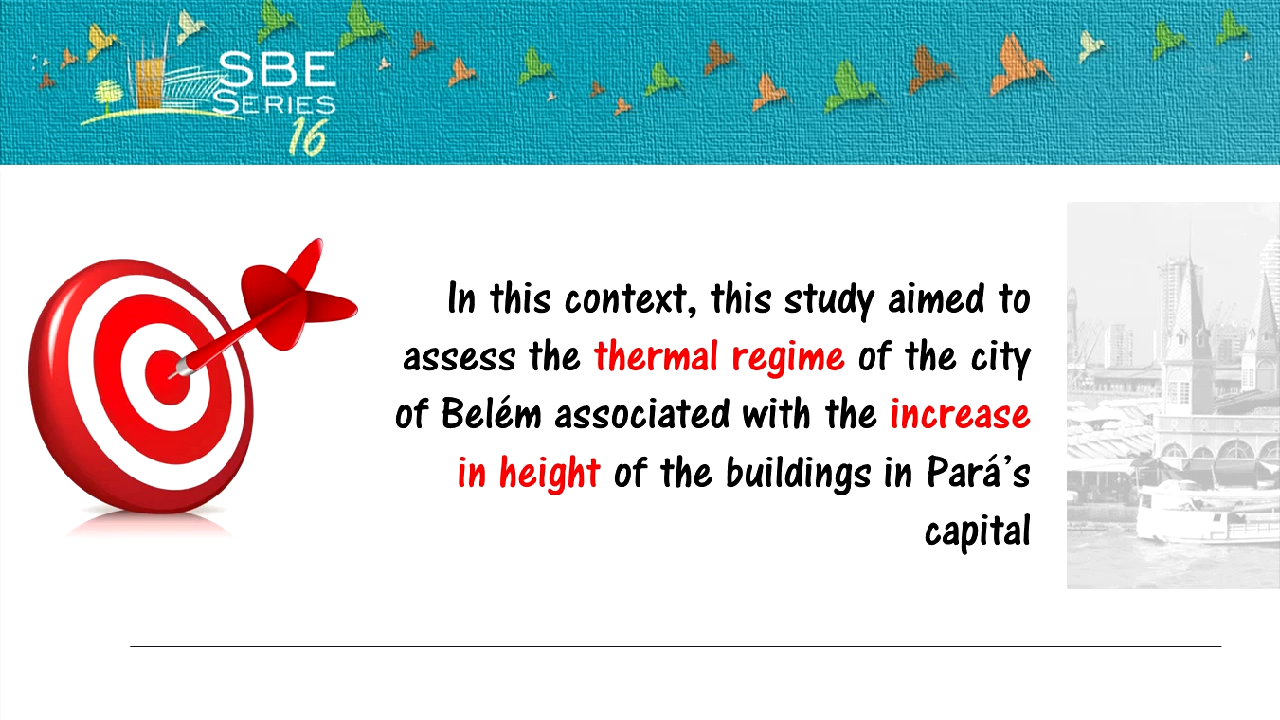 SBE
SERIES
16
In this context, this study aimed to
assess the thermal regime of the city
of Belém associated with the increase
in height of the buildings in Pará’s
capital